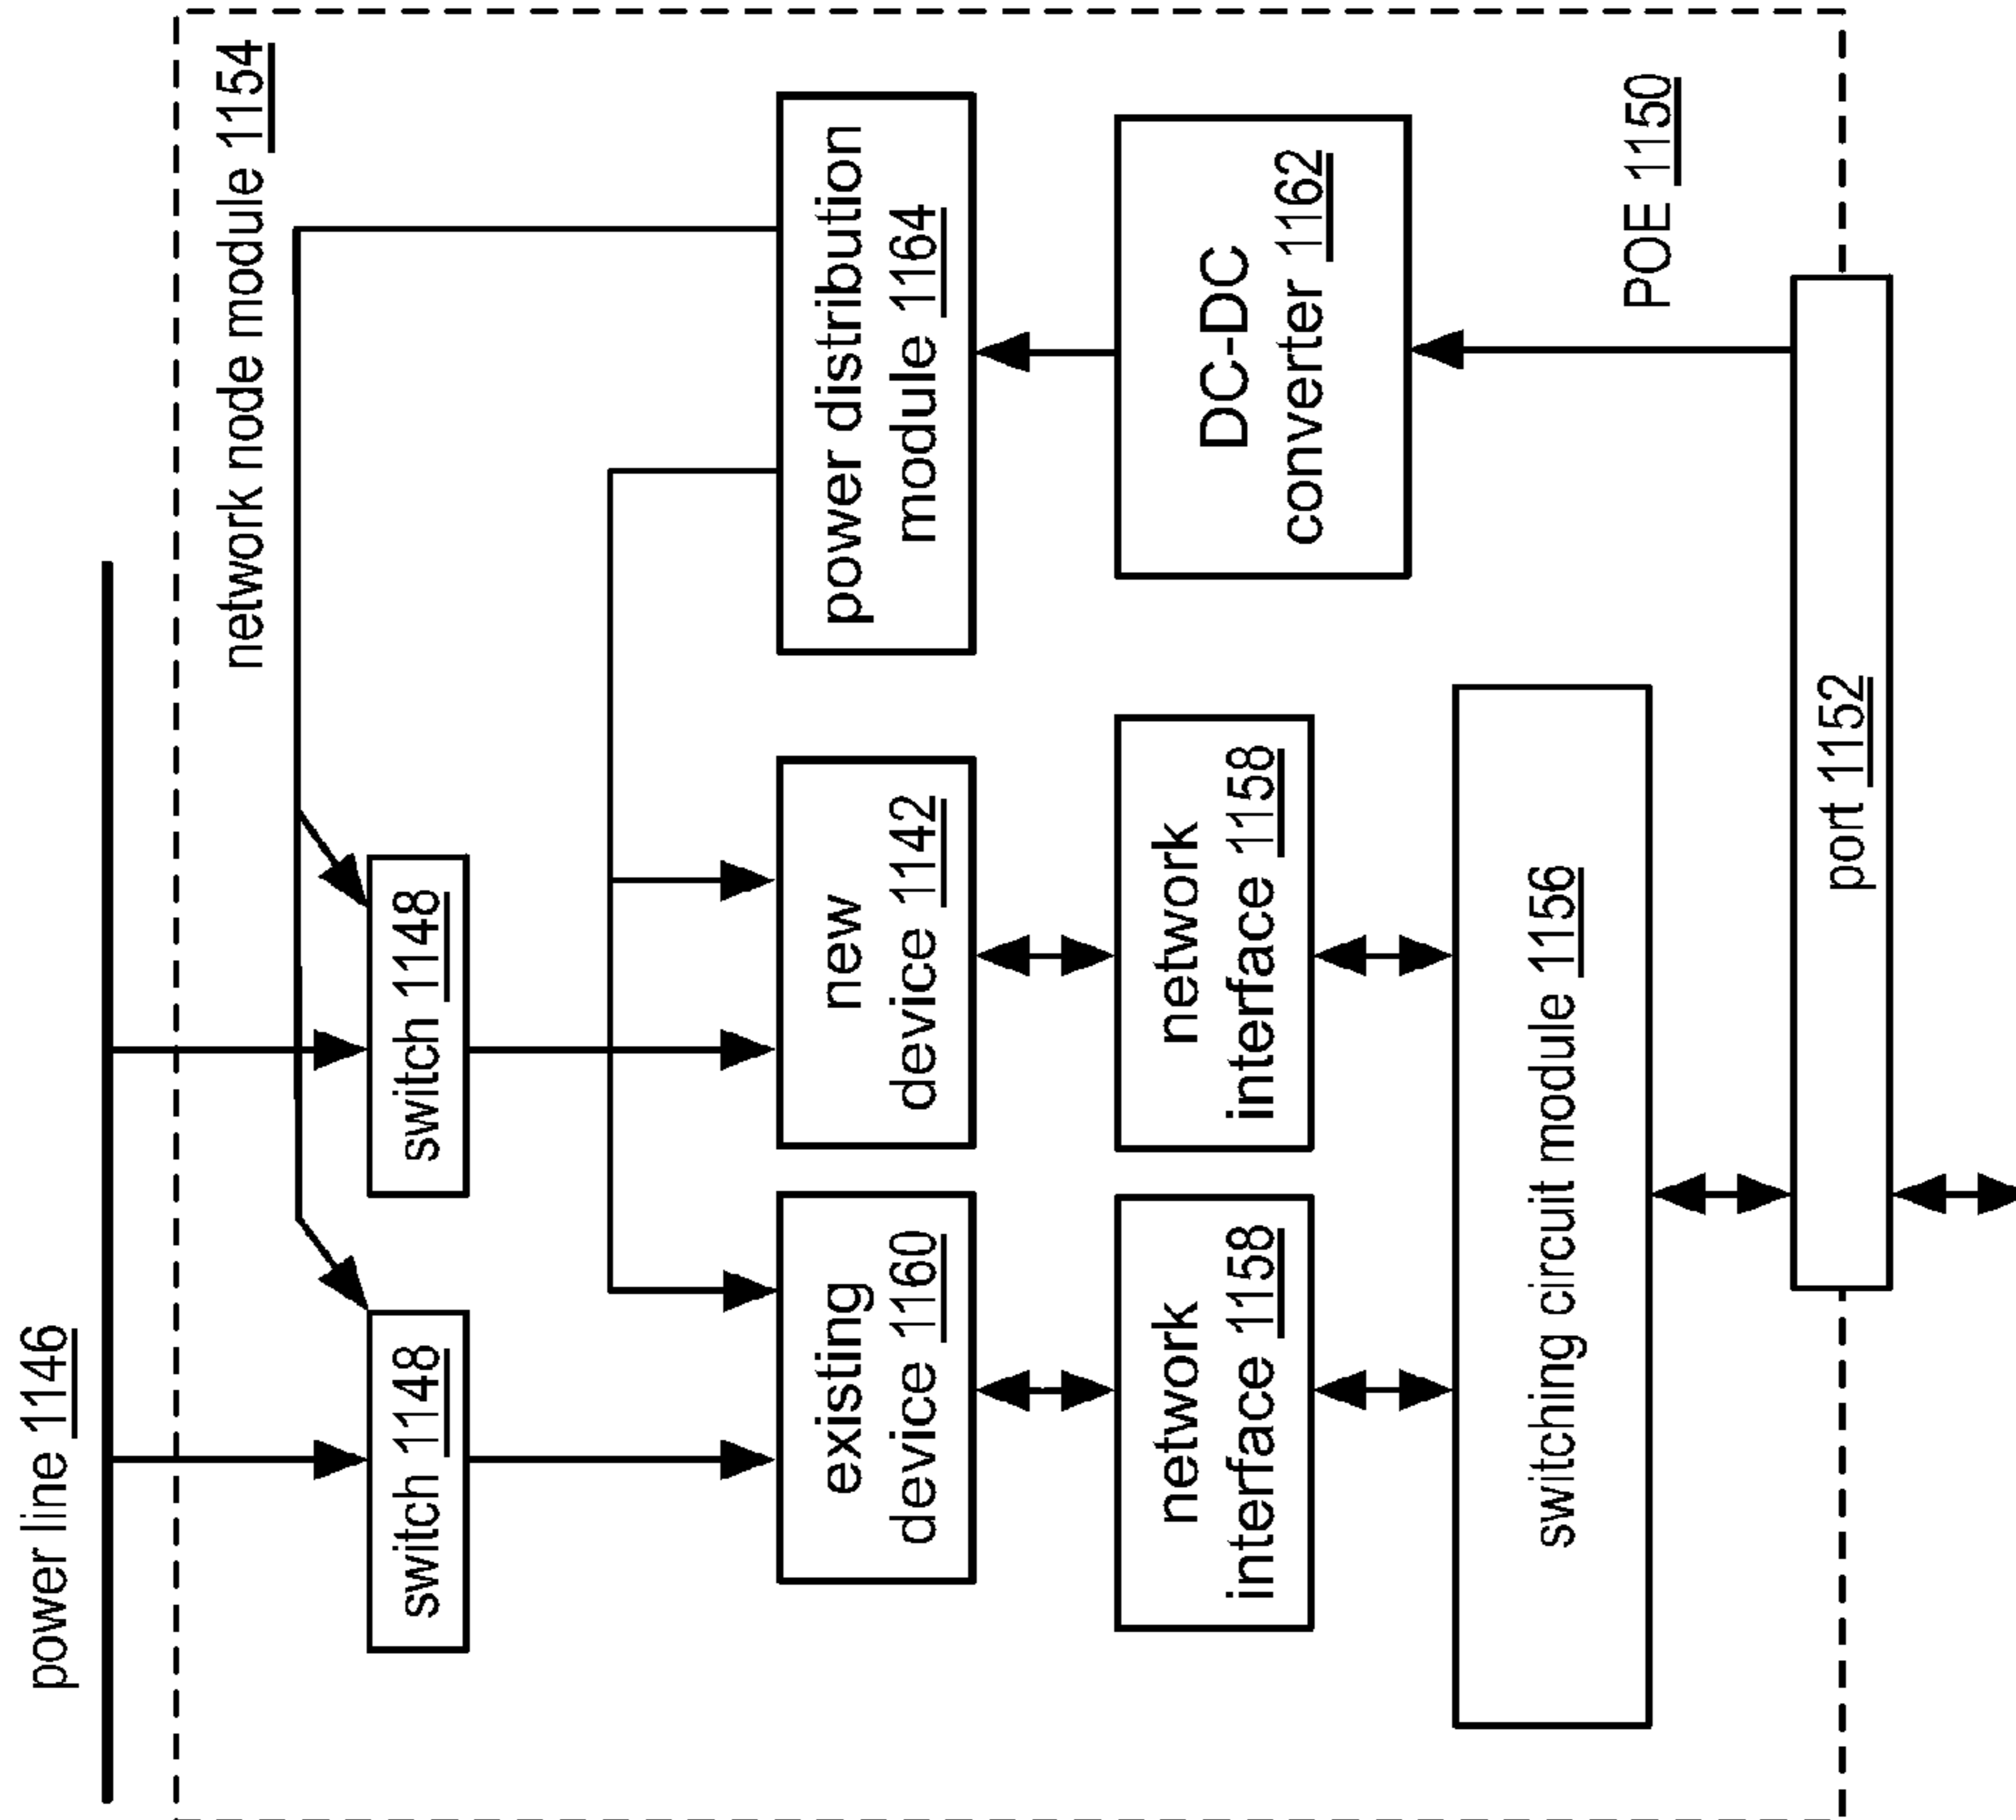 power line 1146
network node module 1154
switch 1148
switch 1148
existing
device 1160
new
device 1142
power distribution
module 1164
network
interface 1158
network
interface 1158
DC-DC
converter 1162
switching circuit module 1156
POE 1150
port 1152